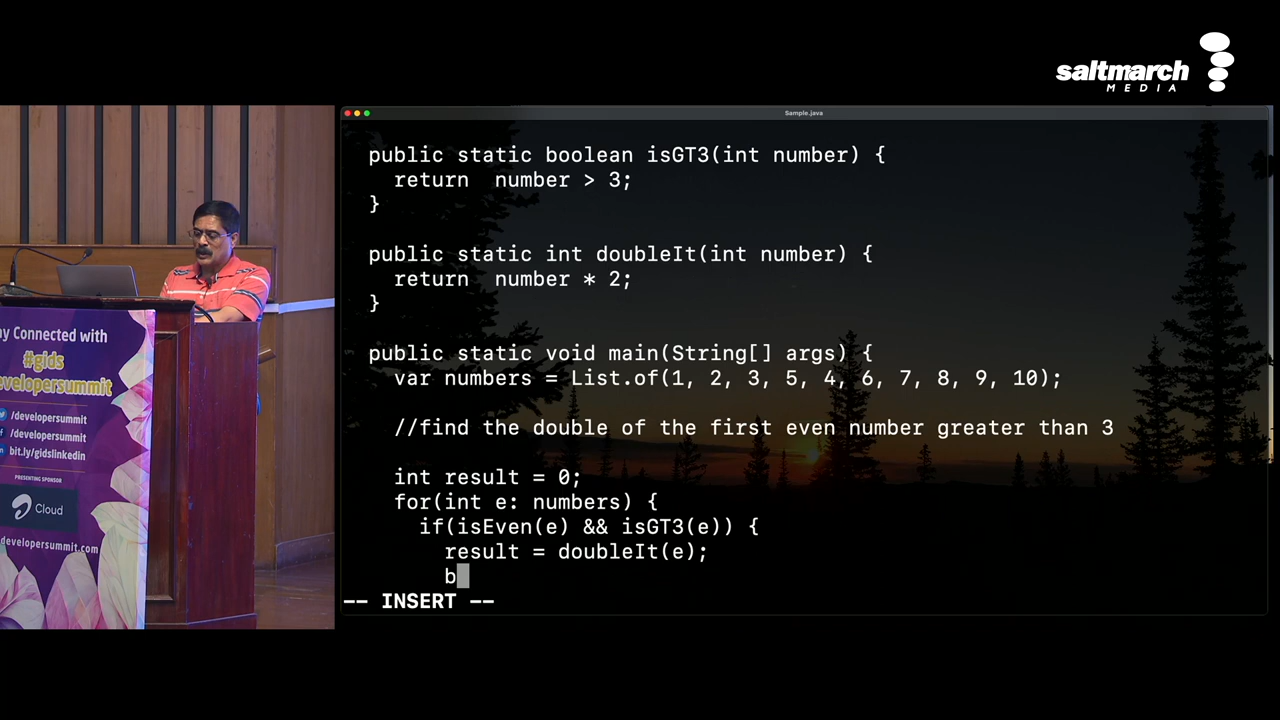 saltmarch
MEDIA
Sample.java
public static boolean isGT3(int number) {
return  number > 3;
}
public static int doubleIt(int number) {
return  number * 2;
}
public static void main(String[] args) {
var numbers = List.of(1, 2, 3, 5, 4, 6, 7, 8, 9, 10);
//find the double of the first even number greater than 3
int result = 0;
for(int e: numbers) {
if(isEven(e) && isGT3(e)) {
result = doubleIt(e);
b
-- INSERT --
Connected with
#gids
/developersummit
/developersummit
bit.ly/gidslinkedin
PRESENTING SPONSOR
Cloud
developersummit.com